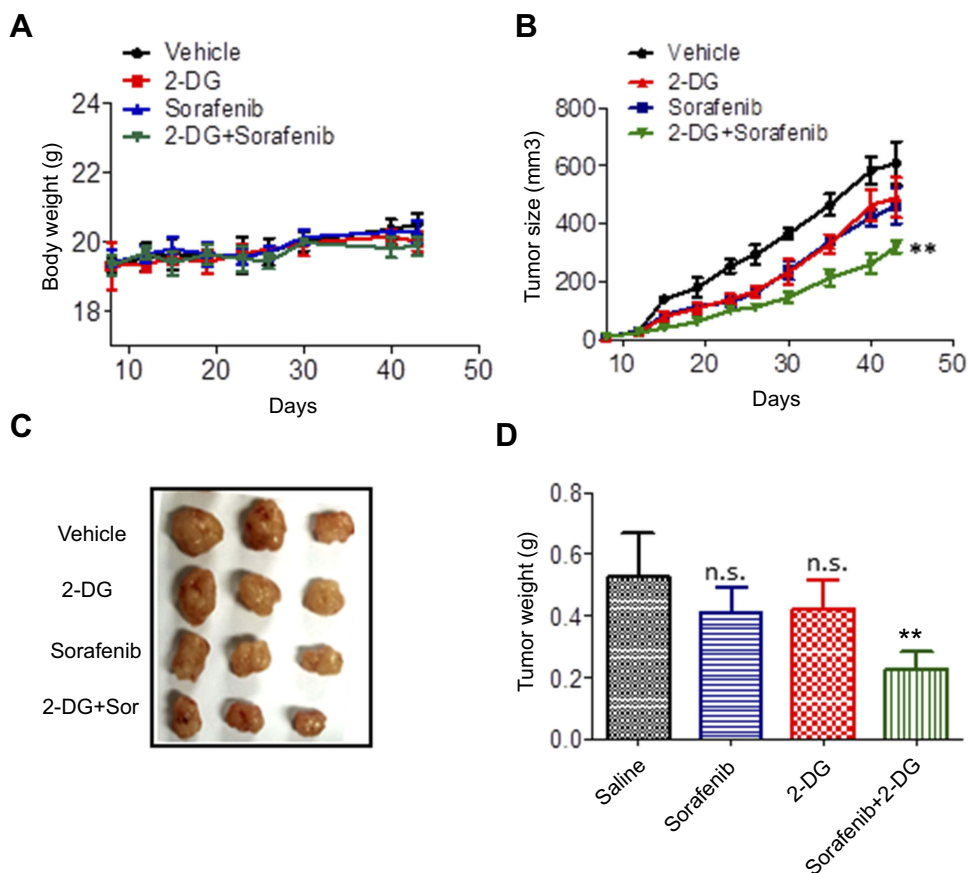 A
Vehicle
2-DG
Sorafenib
2-DG+Sorafenib
Body weight (g)
24
22
20
18
10 20 30 40 50
Days
B
Vehicle
2-DG
Sorafenib
2-DG+Sorafenib
Tumor size (mm3)
800
600
400
200
0
**
10 20 30 40 50
Days
C
Vehicle
2-DG
Sorafenib
2-DG+Sor
D
Tumor weight (g)
0.8
0.6
0.4
0.2
0.0
n.s.
n.s.
**
Saline
Sorafenib
2-DG
Sorafenib+2-DG